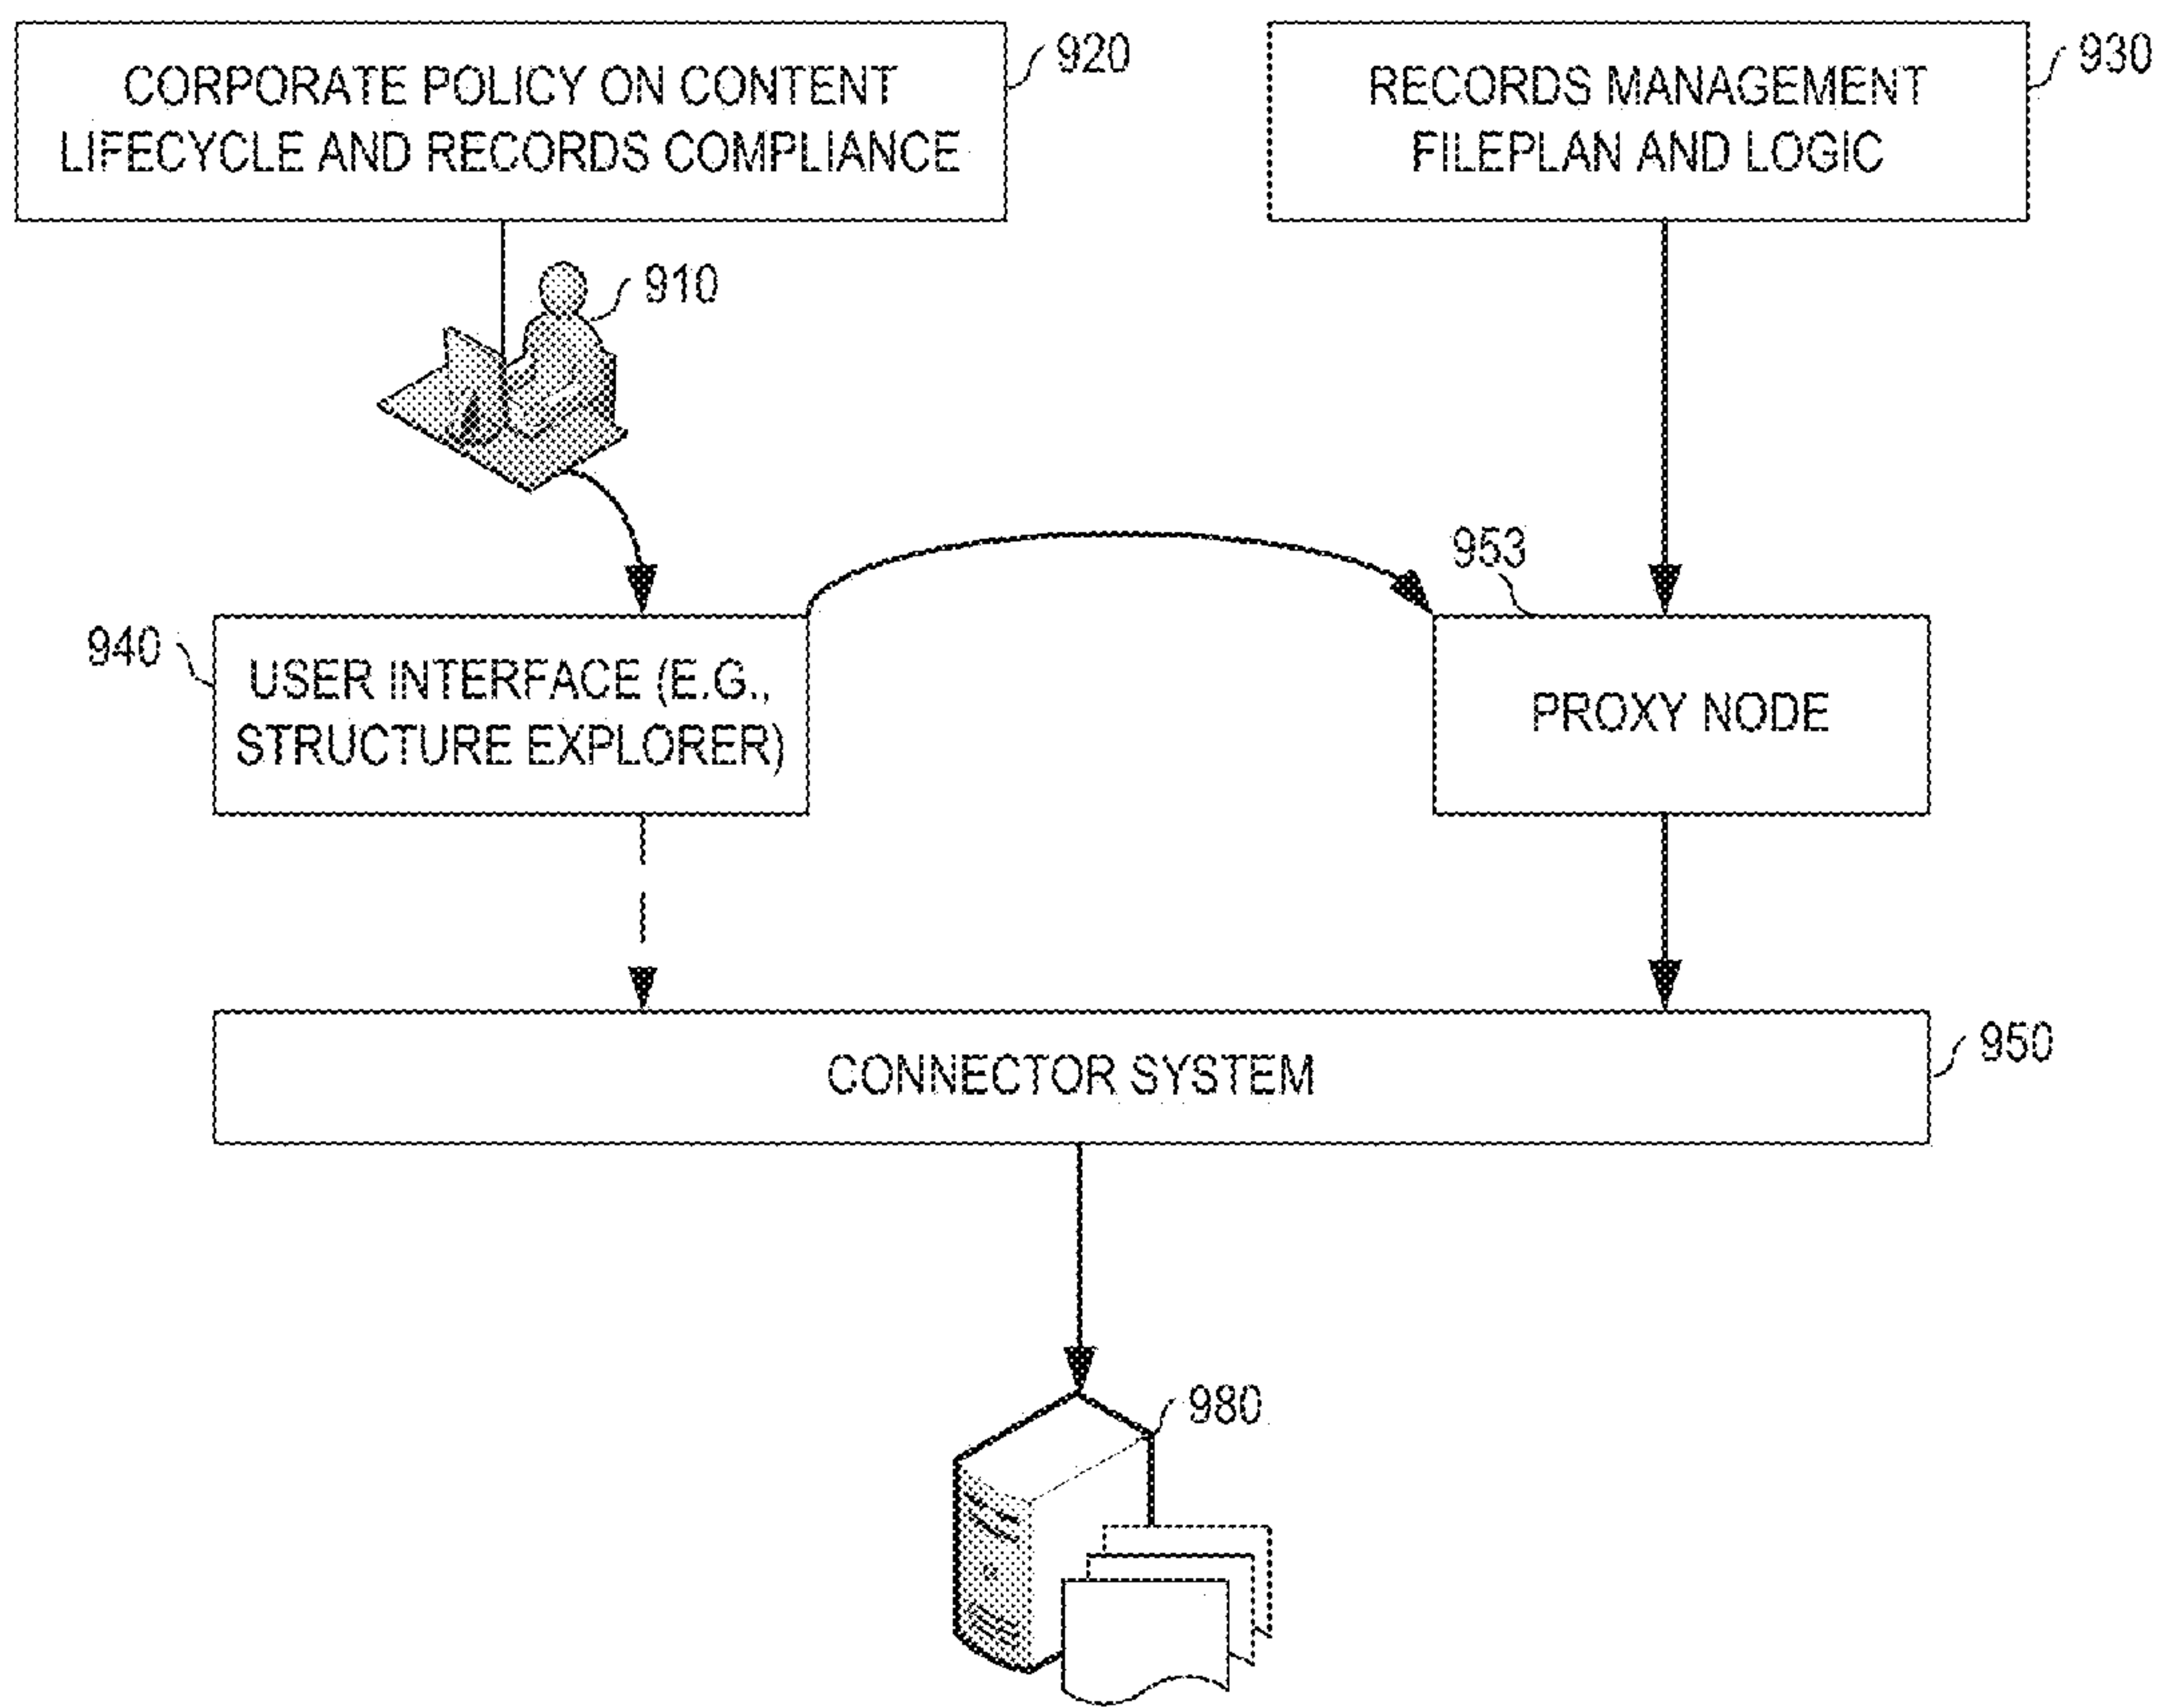 CORPORATE POLICY ON CONTENT
LIFECYCLE AND RECORDS COMPLIANCE
920
RECORDS MANAGEMENT
FILEPLAN AND LOGIC
930
910
953
940
USER INTERFACE (E.G.,
STRUCTURE EXPLORER)
PROXY NODE
CONNECTOR SYSTEM
950
980